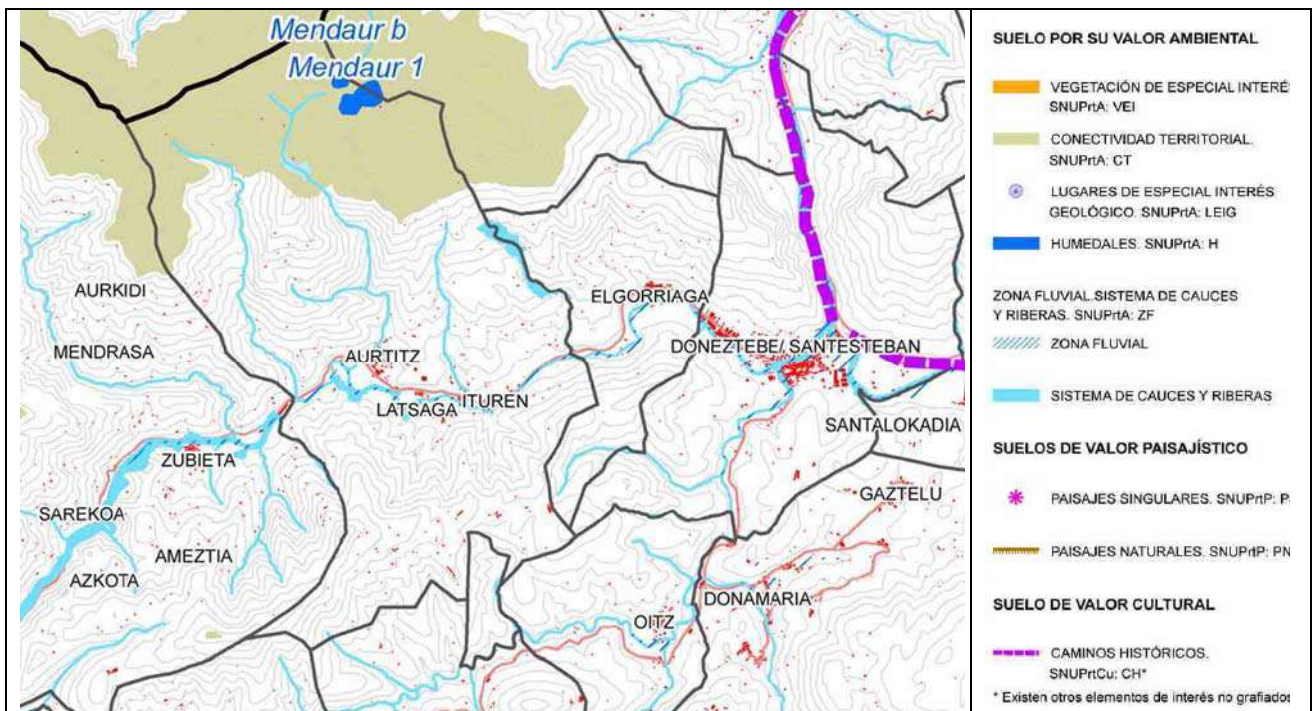 Mendaur b
Mendaur 1
AURKIDI
MENDRASA
ELGORRIAGA
AURTITZ
DONEZTEBE/ SANTESTEBAN
LATSAGA
ITUREN
SANTALOKADIA
ZUBIETA
GAZTELU
SAREKOA
AMEZTIA
AZKOTA
DONAMARIA
OITZ
SUELO POR SU VALOR AMBIENTAL
VEGETACIÓN DE ESPECIAL INTERÉS
SNUPrtA: VEI
CONECTIVIDAD TERRITORIAL.
SNUPrtA: CT
LUGARES DE ESPECIAL INTERÉS
GEOLÓGICO. SNUPrtA: LEIG
HUMEDALES. SNUPrtA: H
ZONA FLUVIAL.SISTEMA DE CAUCES
Y RIBERAS. SNUPrtA: ZF
ZONA FLUVIAL
SISTEMA DE CAUCES Y RIBERAS
SUELOS DE VALOR PAISAJÍSTICO
PAISAJES SINGULARES. SNUPrtP: P
PAISAJES NATURALES. SNUPrtP: PN
SUELO DE VALOR CULTURAL
CAMINOS HISTÓRICOS.
SNUPrtCu: CH*
* Existen otros elementos de interés no grafiados